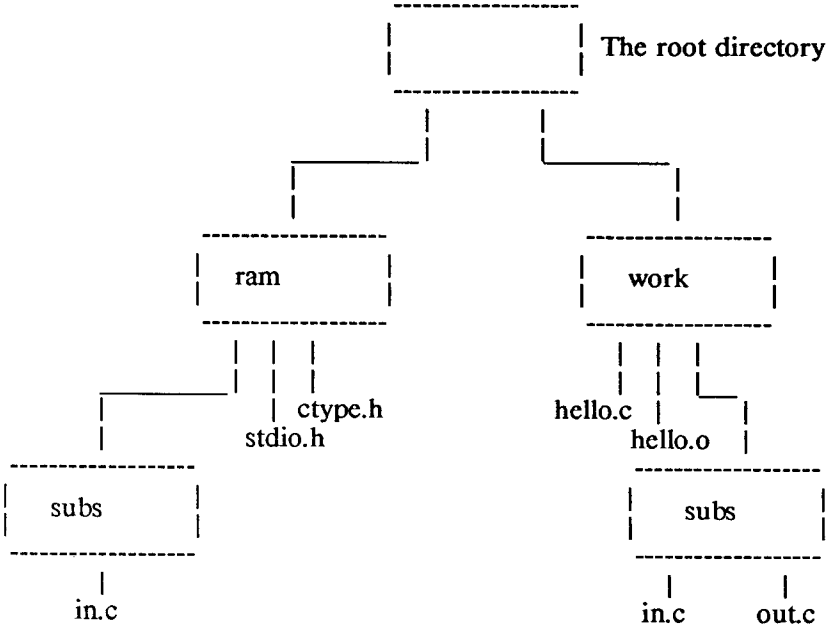 The root directory
ram
work
ctype.h
stdio.h
hello.c
hello.o
subs
subs
in.c
in.c
out.c